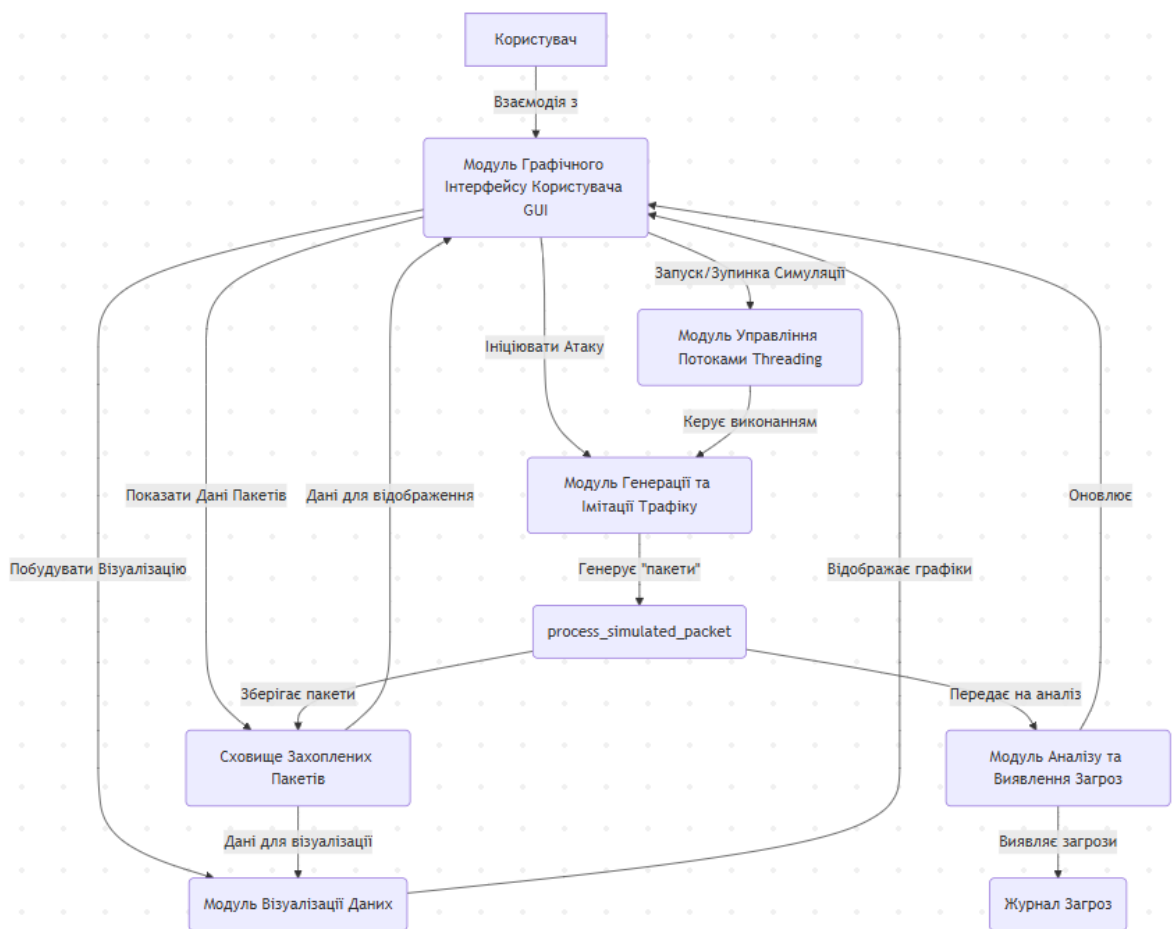 Користувач
Взаємодія з
Модуль Графічного
Інтерфейсу Користувача
GUI
Запуск/Зупинка Симуляції
Модуль Управління
Потоками Threading
Ініціювати Атаку
Керує виконанням
Модуль Генерації та
Імітації Трафіку
Показати Дані Пакетів
Дані для відображення
Оновлює
Побудувати Візуалізацію
Генерує "пакети"
Відображає графіки
process_simulated_packet
Зберігає пакети
Передає на аналіз
Сховище Захоплених
Пакетів
Модуль Аналізу та
Виявлення Загроз
Дані для візуалізації
Виявляє загрози
Модуль Візуалізації Даних
Журнал Загроз